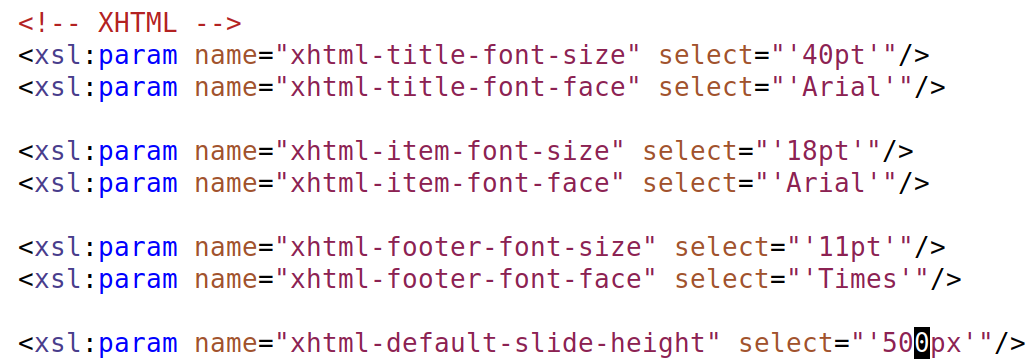 <!-- XHTML -->
<xsl:param name="xhtml-title-font-size" select="'40pt'"/>
<xsl:param name="xhtml-title-font-face" select="'Arial'"/>
<xsl:param name="xhtml-item-font-size" select="'18pt'"/>
<xsl:param name="xhtml-item-font-face" select="'Arial'"/>
<xsl:param name="xhtml-footer-font-size" select="'11pt'"/>
<xsl:param name="xhtml-footer-font-face" select="'Times'"/>
<xsl:param name="xhtml-default-slide-height" select="'500px'"/>